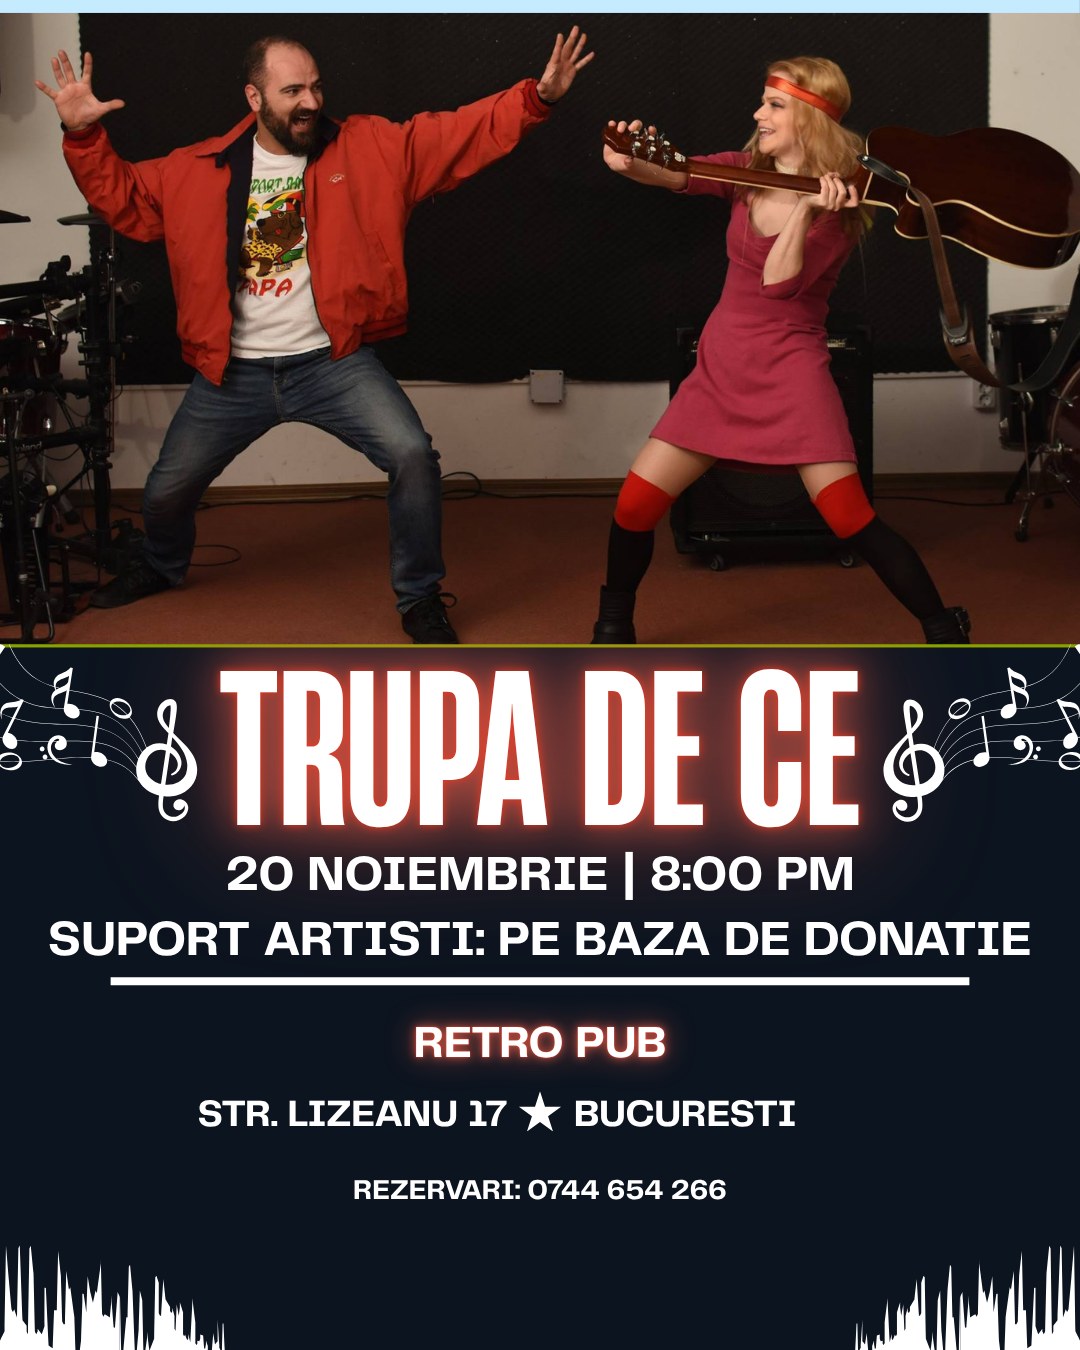 PAPA
TRUPA DE CE
20 NOIEMBRIE | 8:00 PM
SUPORT ARTISTI: PE BAZA DE DONATIE
RETRO PUB
STR. LIZEANU 17 ★ BUCURESTI
REZERVARI: 0744 654 266